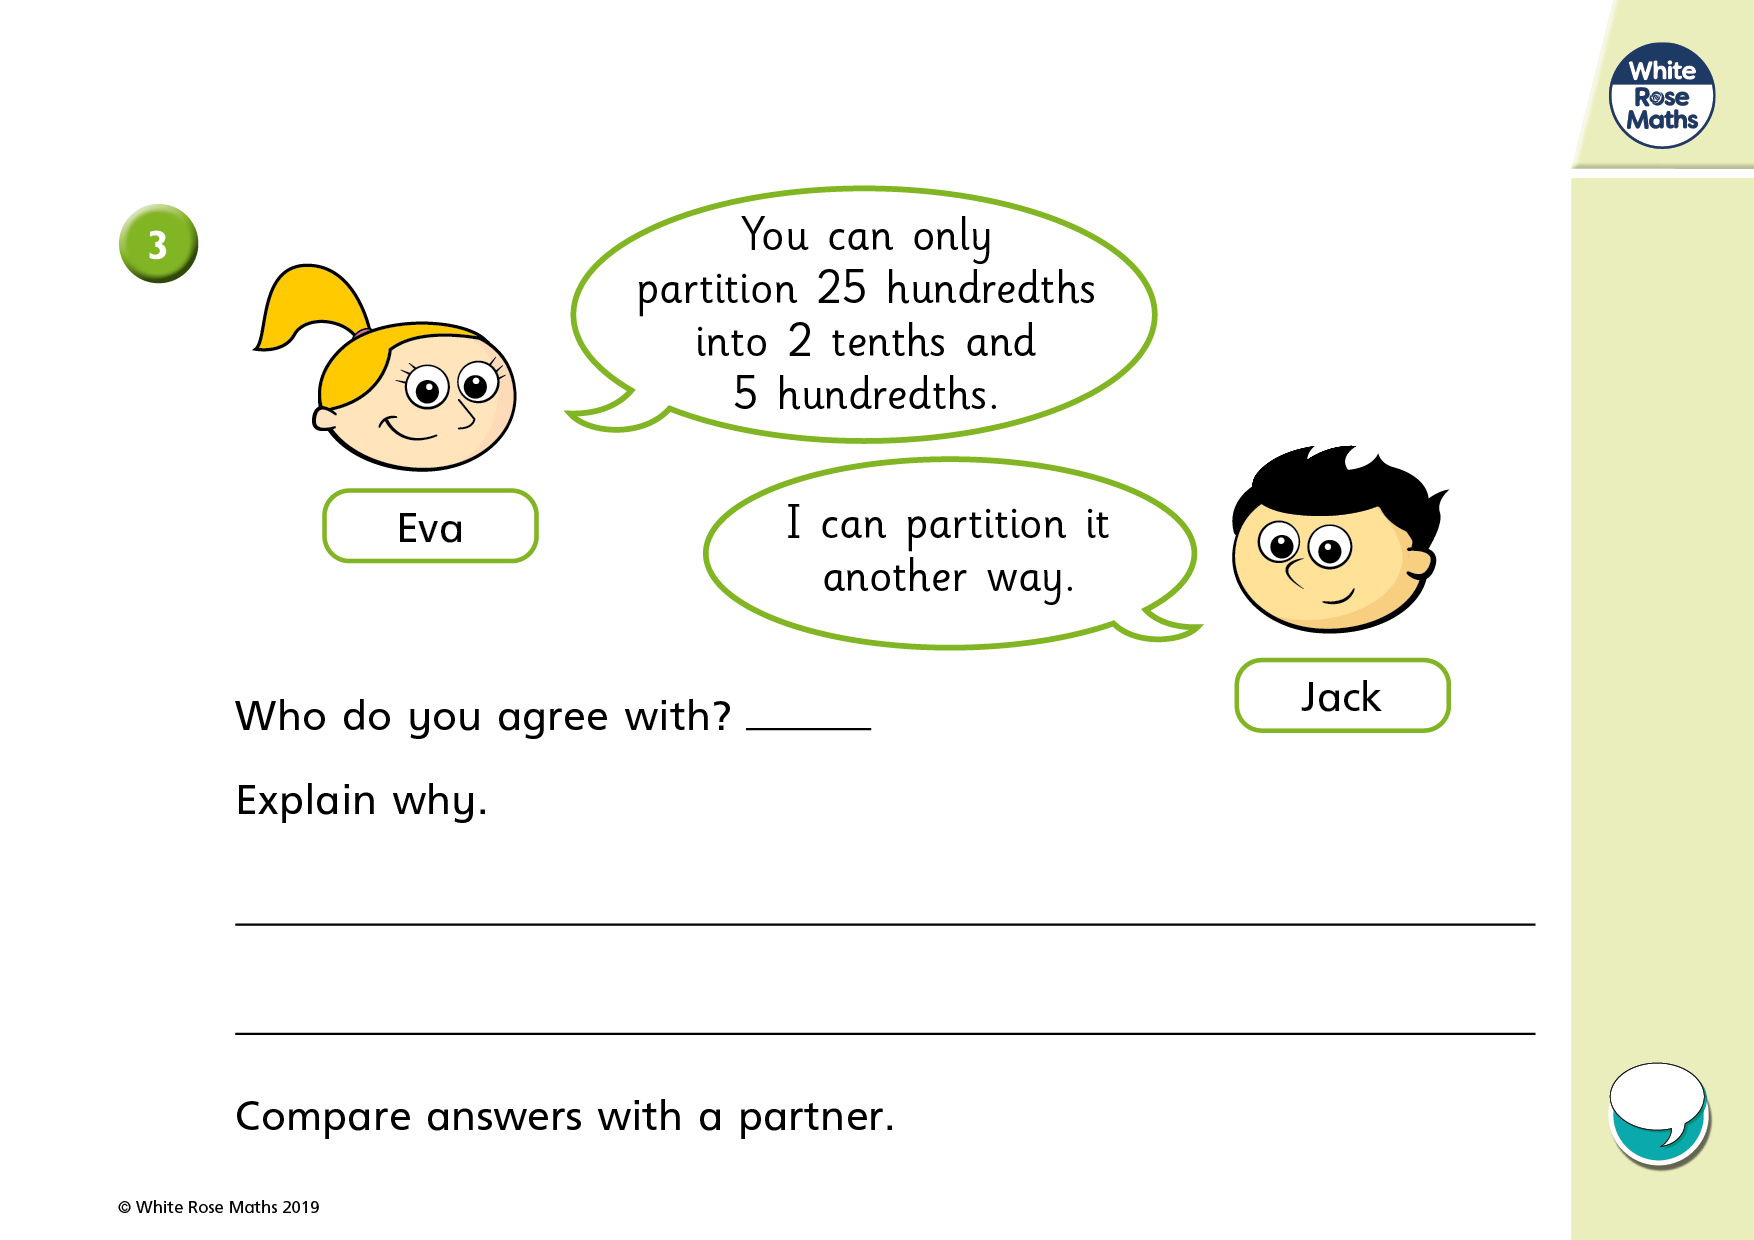 White
Rose
Maths
3
You can only
partition 25 hundredths
into 2 tenths and
5 hundredths.
Eva
I can partition it
another way.
Jack
Who do you agree with? ______
Explain why.
Compare answers with a partner.
© White Rose Maths 2019